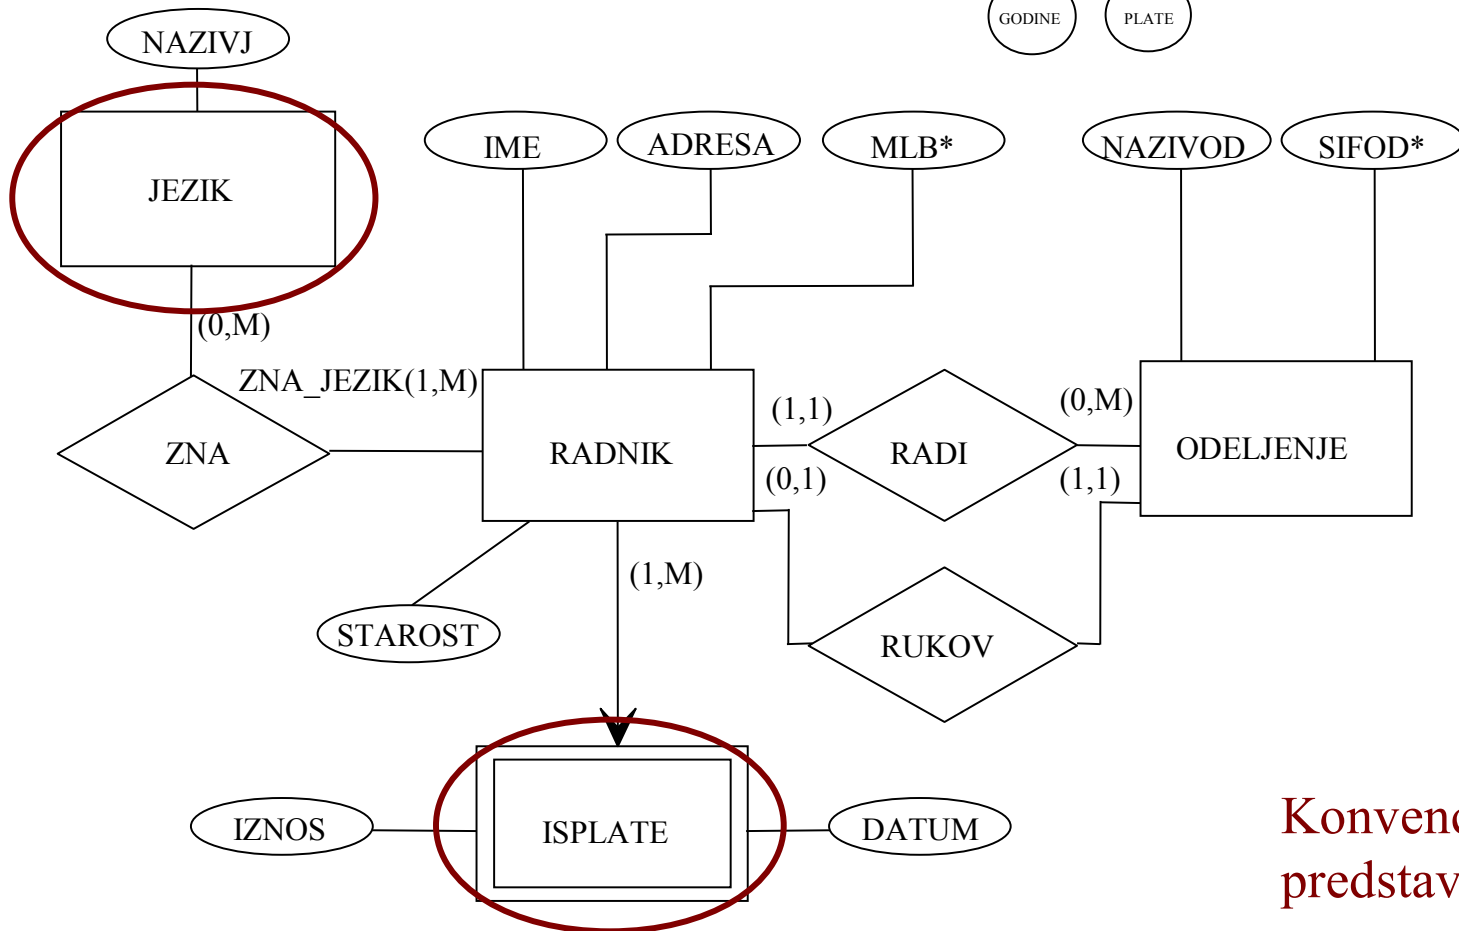 GODINE PLATE
NAZIVJ
IME ADRESA MLB* NAZIVOD SIFOD*
JEZIK
(0,M)
ZNA_JEZIK(1,M)
(1,1) (0,M)
ZNA RADNIK RADI ODELJENJE
(0,1) (1,1)
(1,M)
STAROST RUKOV
IZNOS ISPLATE DATUM